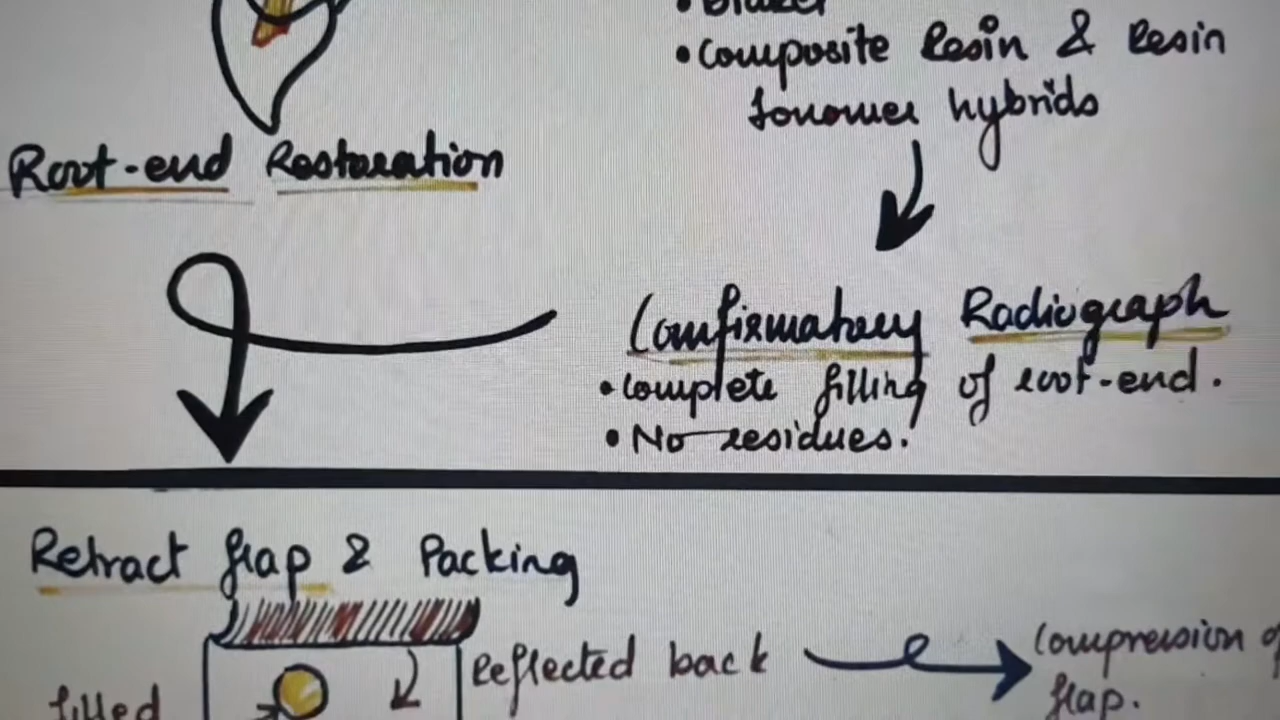 • Composite Resin & Resin
Ionomer hybrids
Root-end Restoration
Confirmatory Radiograph
• Complete filling of root-end.
• No residues.
Retract flap & Packing
Reflected back
Compression of
flap.
filled